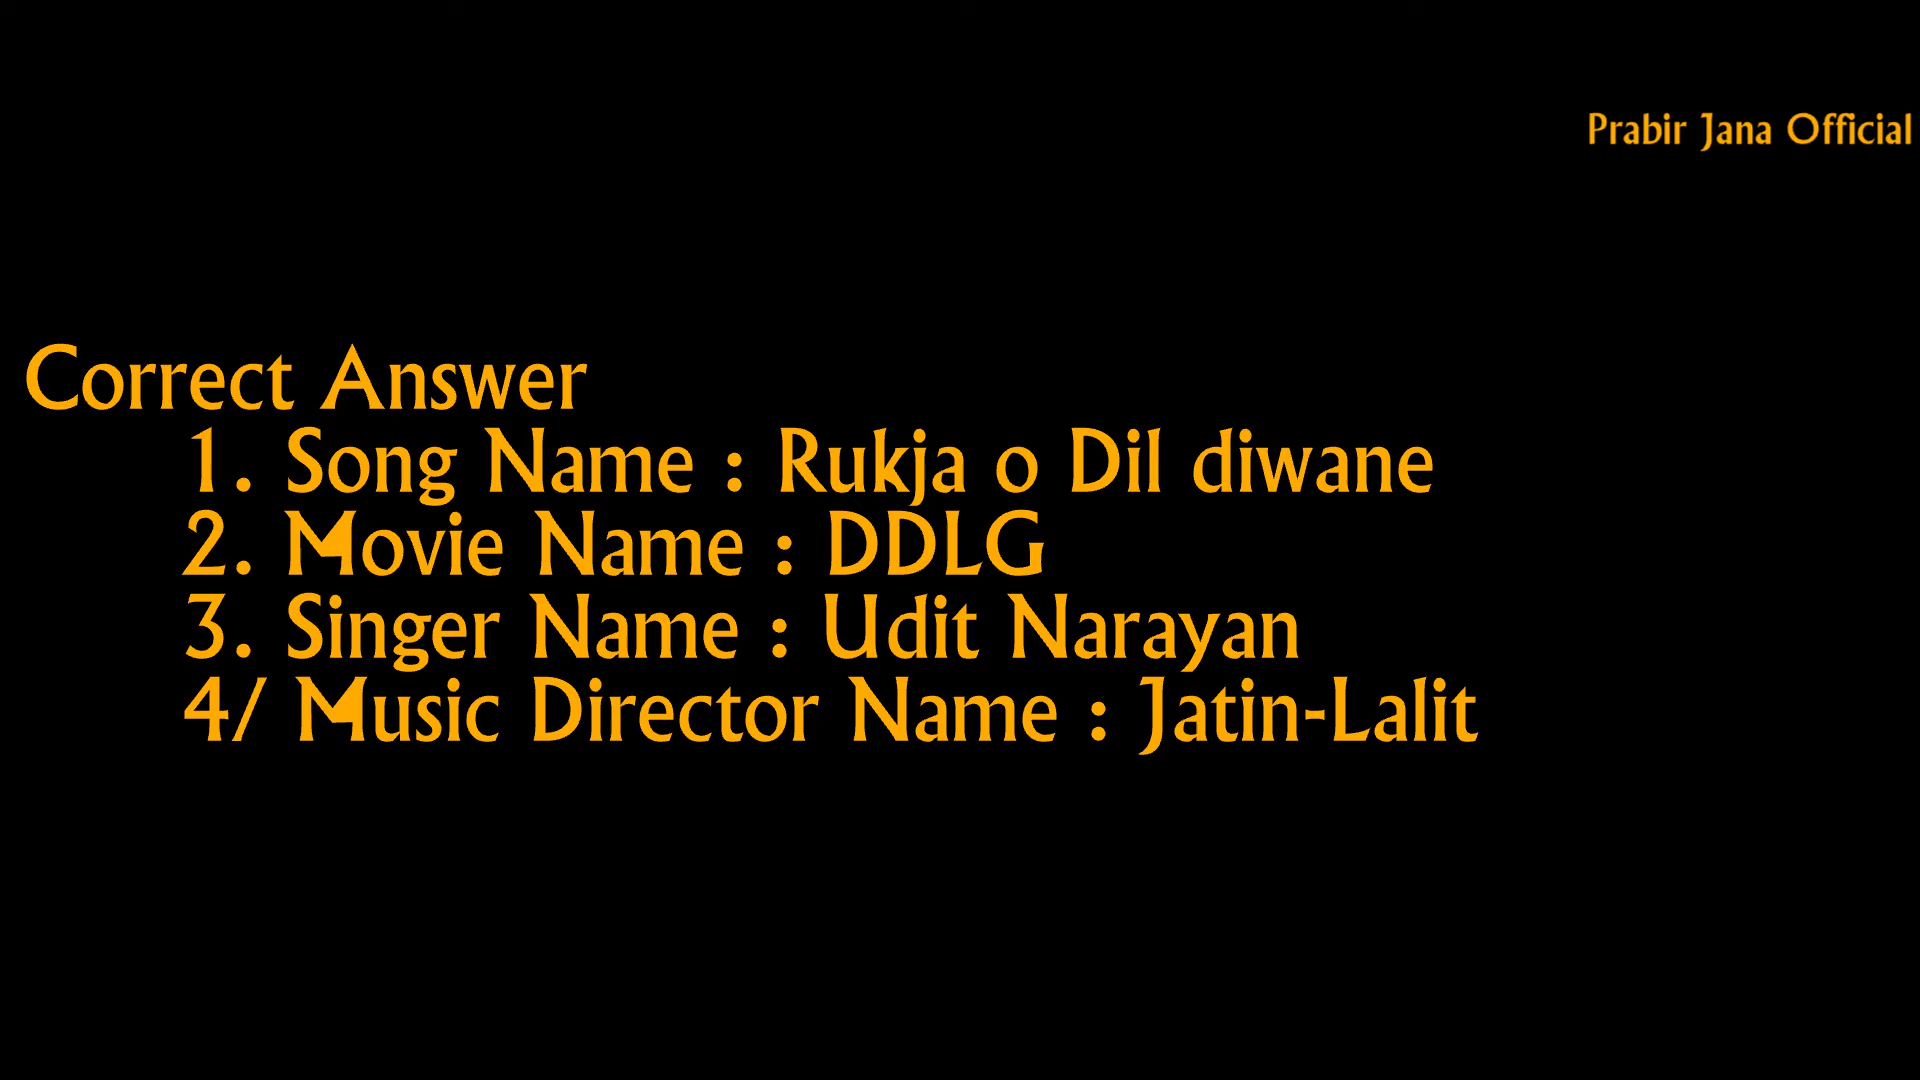 Prabir Jana Official
Correct Answer
1. Song Name : Rukja o Dil diwane
2. Movie Name : DDLG
3. Singer Name : Udit Narayan
4/ Music Director Name : Jatin-Lalit